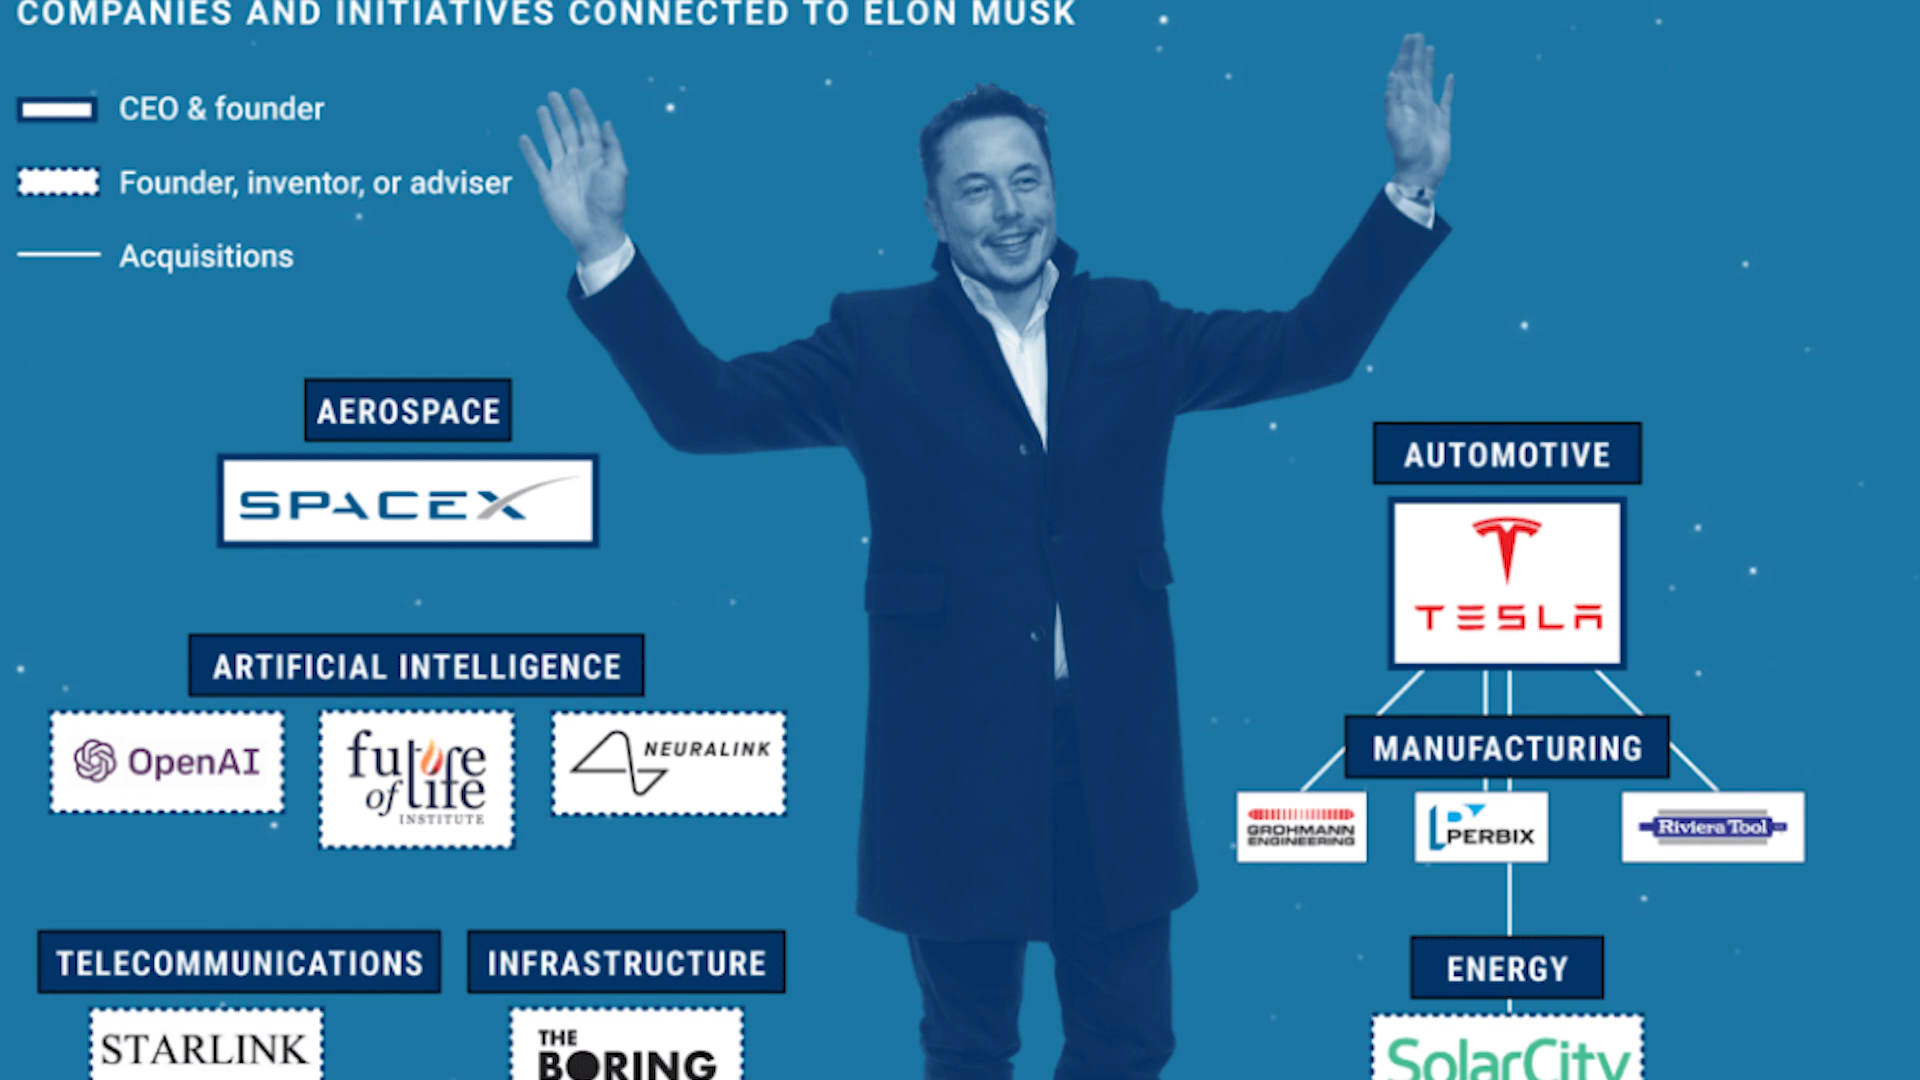 COMPANIES AND INITIATIVES CONNECTED TO ELON MUSK
CEO & founder
Founder, inventor, or adviser
Acquisitions
AEROSPACE
SPACEX
AUTOMOTIVE
TESLA
ARTIFICIAL INTELLIGENCE
OpenAI
future
of life
INSTITUTE
NEURALINK
MANUFACTURING
GROHMANN
ENGINEERING
PERBIX
Riviera Tool
TELECOMMUNICATIONS
STARLINK
INFRASTRUCTURE
THE
BORING
ENERGY
SolarCity